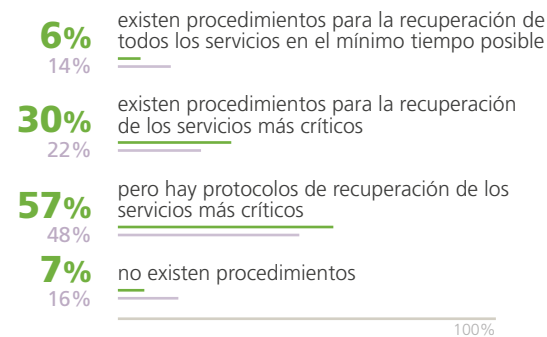 6%
14%
existen procedimientos para la recuperación de
todos los servicios en el mínimo tiempo posible
30%
22%
existen procedimientos para la recuperación
de los servicios más críticos
57%
48%
pero hay protocolos de recuperación de los
servicios más críticos
7%
16%
no existen procedimientos
100%